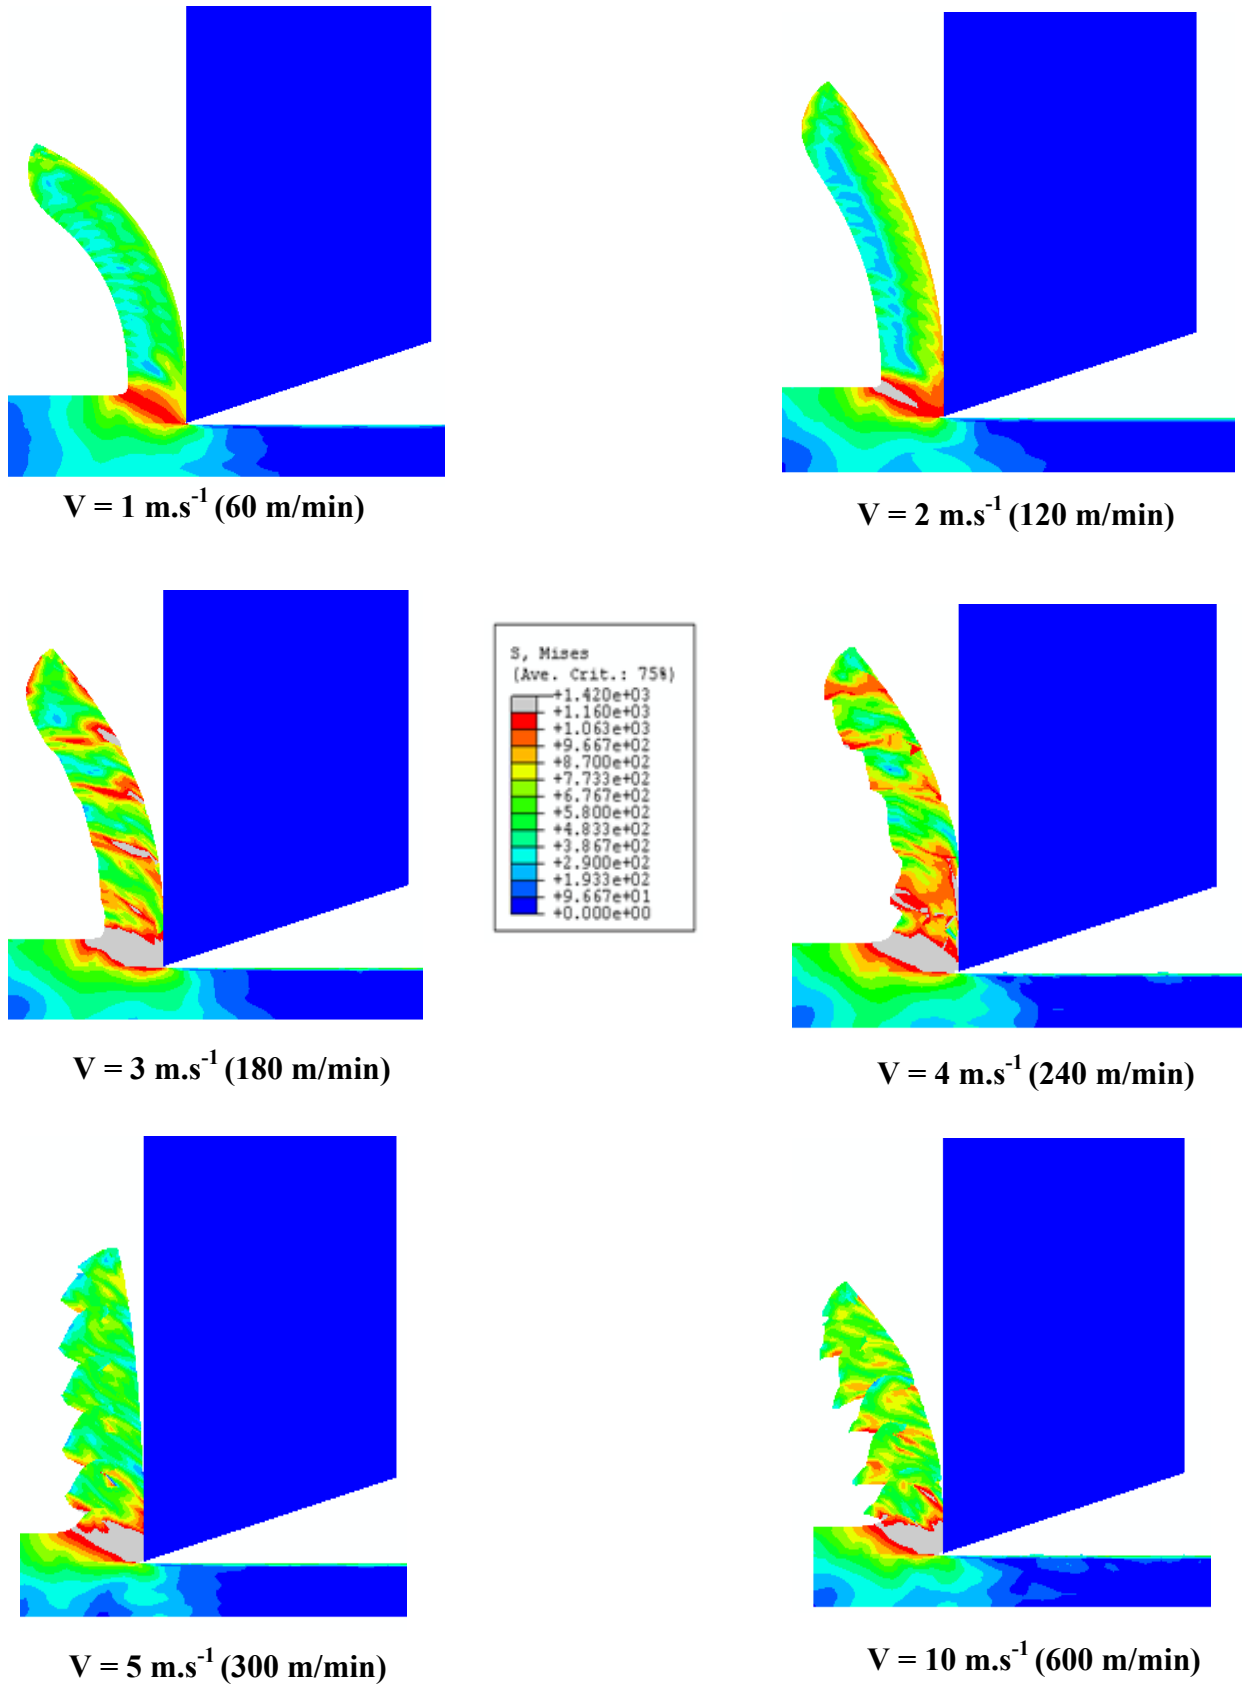 V = 1 m.s⁻¹ (60 m/min)
V = 2 m.s⁻¹ (120 m/min)
S, Mises
(Ave. Crit.: 75%)
+1.420e+03
+1.160e+03
+1.063e+03
+9.667e+02
+8.700e+02
+7.733e+02
+6.767e+02
+5.800e+02
+4.833e+02
+3.867e+02
+2.900e+02
+1.933e+02
+9.667e+01
+0.000e+00
V = 3 m.s⁻¹ (180 m/min)
V = 4 m.s⁻¹ (240 m/min)
V = 5 m.s⁻¹ (300 m/min)
V = 10 m.s⁻¹ (600 m/min)